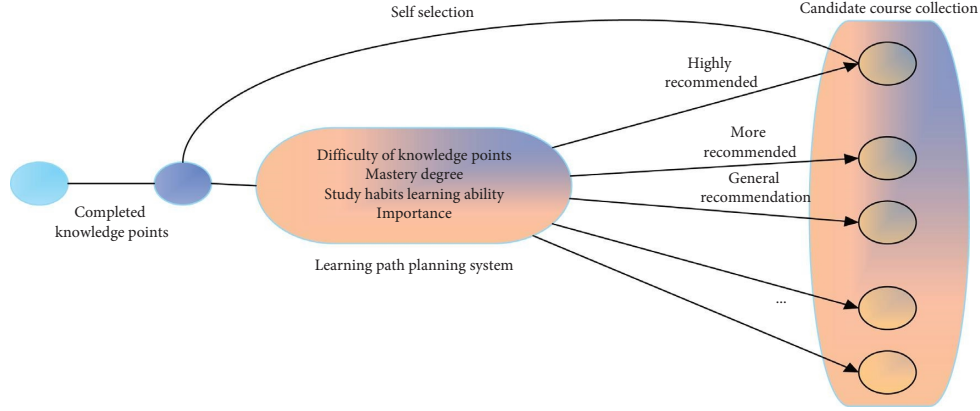 Candidate course collection
Self selection
Highly
recommended
More
recommended
General
recommendation
Difficulty of knowledge points
Mastery degree
Study habits learning ability
Importance
Completed
knowledge points
Learning path planning system
...